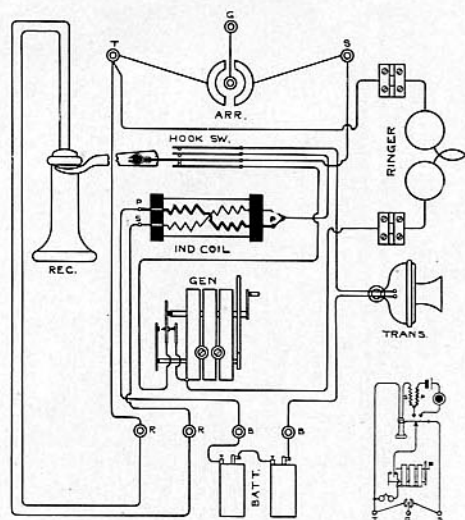 G
T
S
ARR.
HOOK SW.
RINGER
P
S
IND COIL
REC.
GEN
TRANS.
R
R
B
B
BATT.
S
P